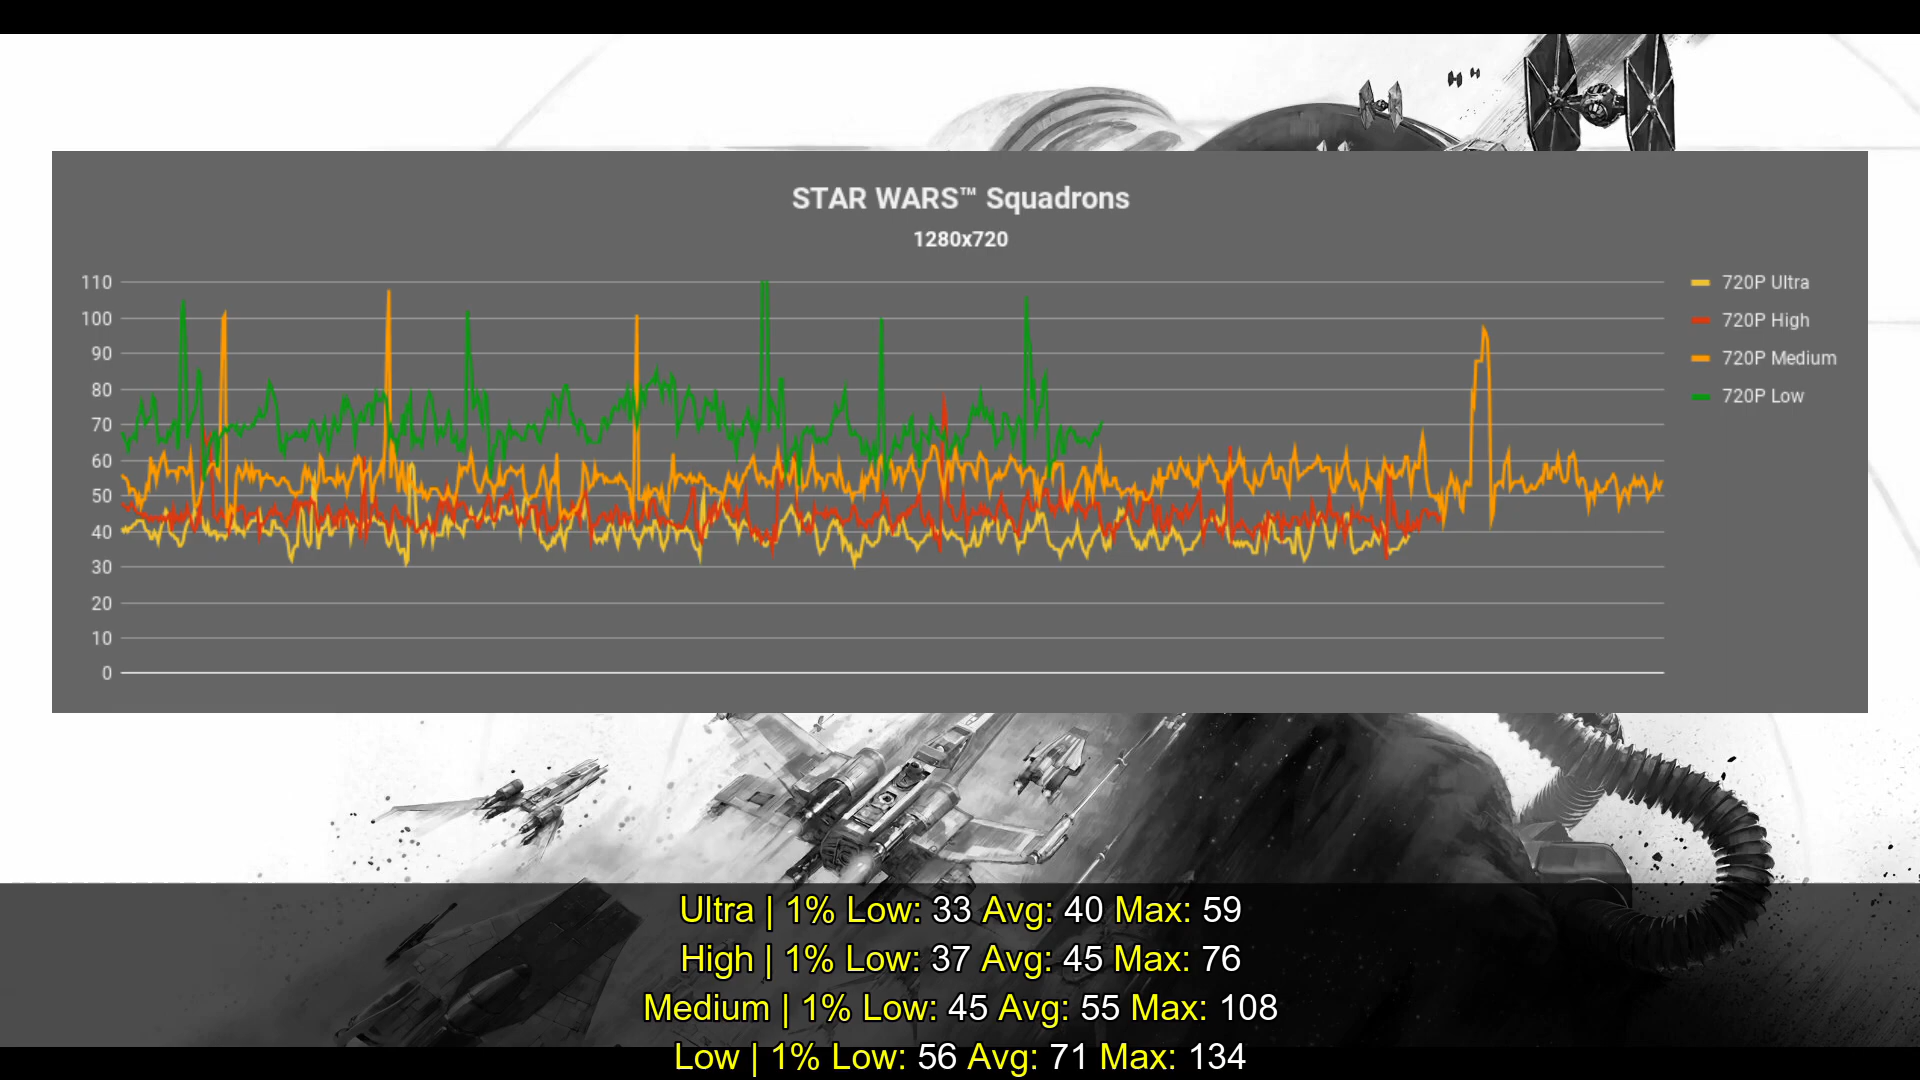 STAR WARS™ Squadrons
1280x720
110
100
90
80
70
60
50
40
30
20
10
0
720P Ultra
720P High
720P Medium
720P Low
Ultra | 1% Low: 33 Avg: 40 Max: 59
High | 1% Low: 37 Avg: 45 Max: 76
Medium | 1% Low: 45 Avg: 55 Max: 108
Low | 1% Low: 56 Avg: 71 Max: 134